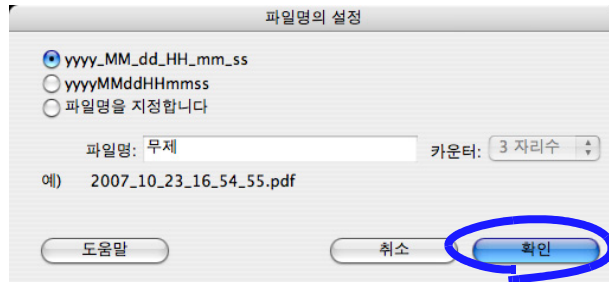 파일명의 설정
yyyy_MM_dd_HH_mm_ss
yyyyMMddHHmmss
파일명을 지정합니다
파일명: 무제 카운터: 3 자리수
예) 2007_10_23_16_54_55.pdf
도움말 취소 확인